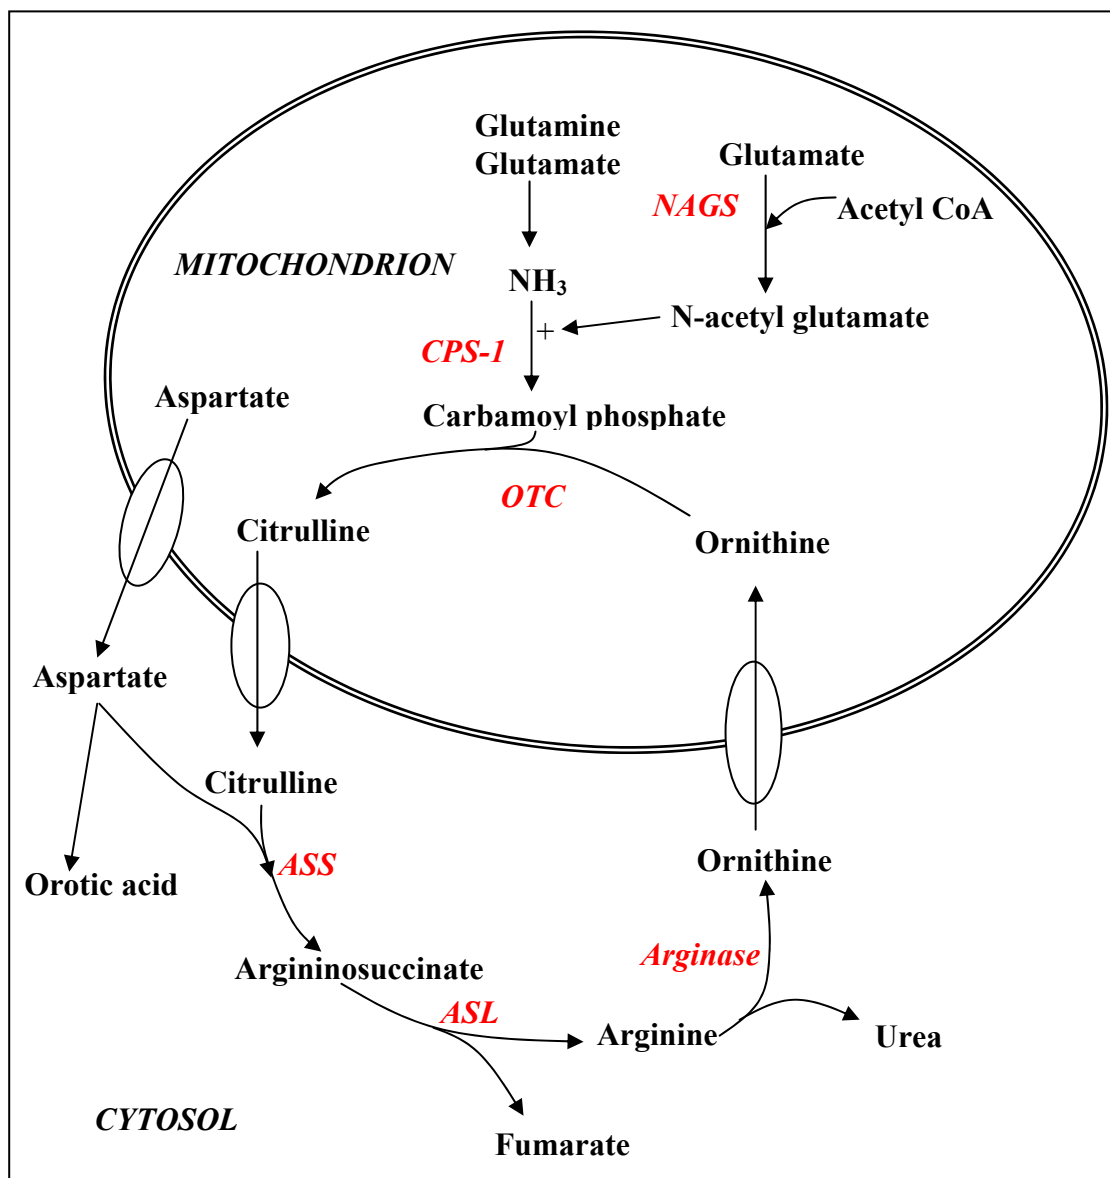 Glutamine
Glutamate
Glutamate
NAGS
Acetyl CoA
MITOCHONDRION
NH₃
N-acetyl glutamate
+
CPS-1
Aspartate
Carbamoyl phosphate
OTC
Citrulline
Ornithine
Aspartate
Citrulline
ASS
Ornithine
Orotic acid
Arginase
Argininosuccinate
ASL
Arginine
Urea
CYTOSOL
Fumarate